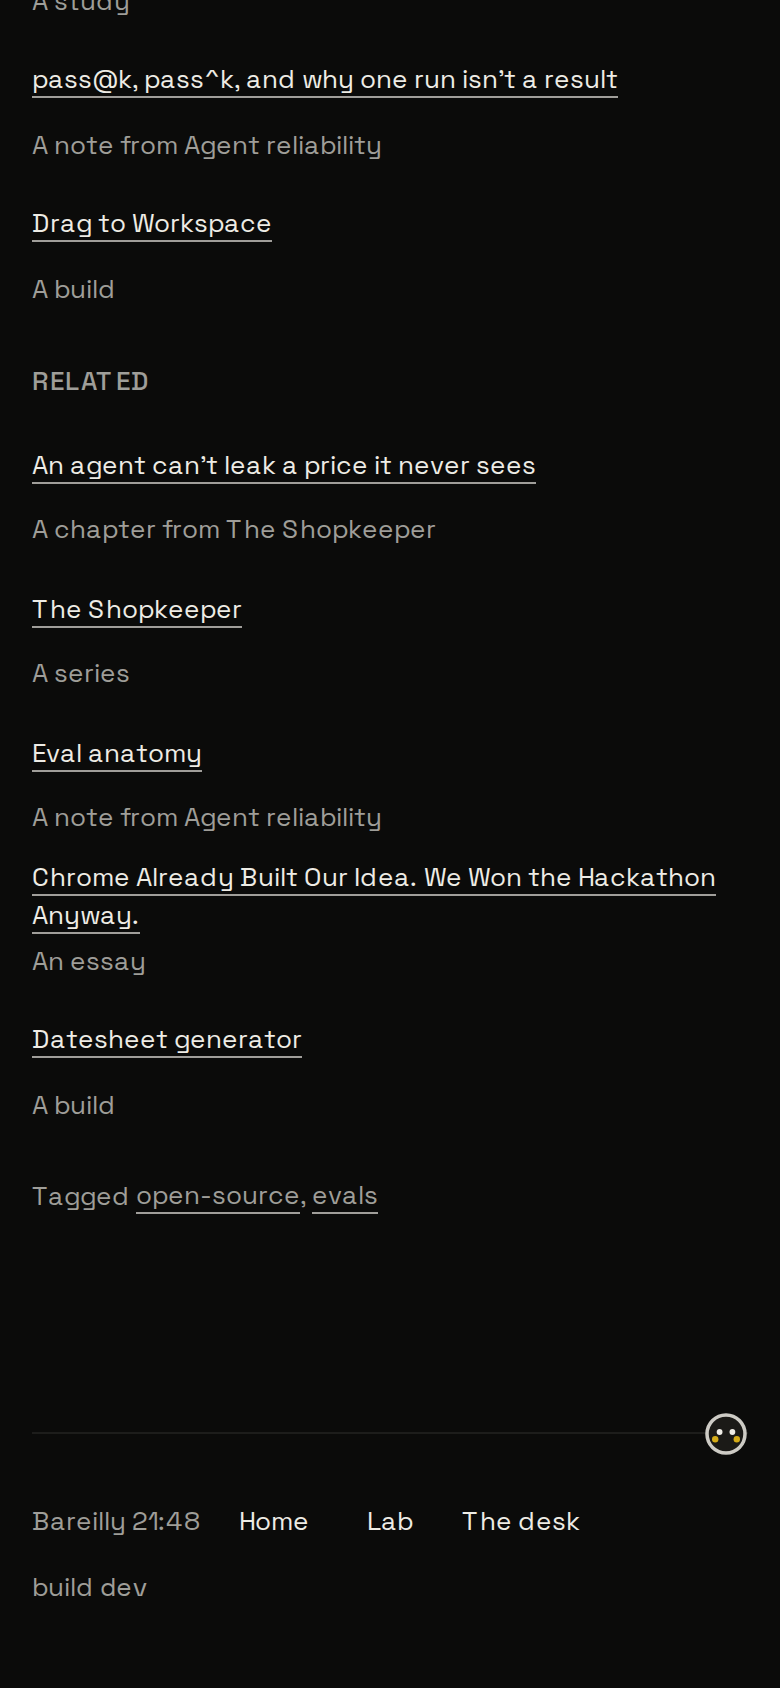 A study
pass@k, pass^k, and why one run isn’t a result
A note from Agent reliability
Drag to Workspace
A build
RELATED
An agent can’t leak a price it never sees
A chapter from The Shopkeeper
The Shopkeeper
A series
Eval anatomy
A note from Agent reliability
Chrome Already Built Our Idea. We Won the Hackathon
Anyway.
An essay
Datesheet generator
A build
Tagged open-source, evals
Bareilly 21:48 Home Lab The desk
build dev